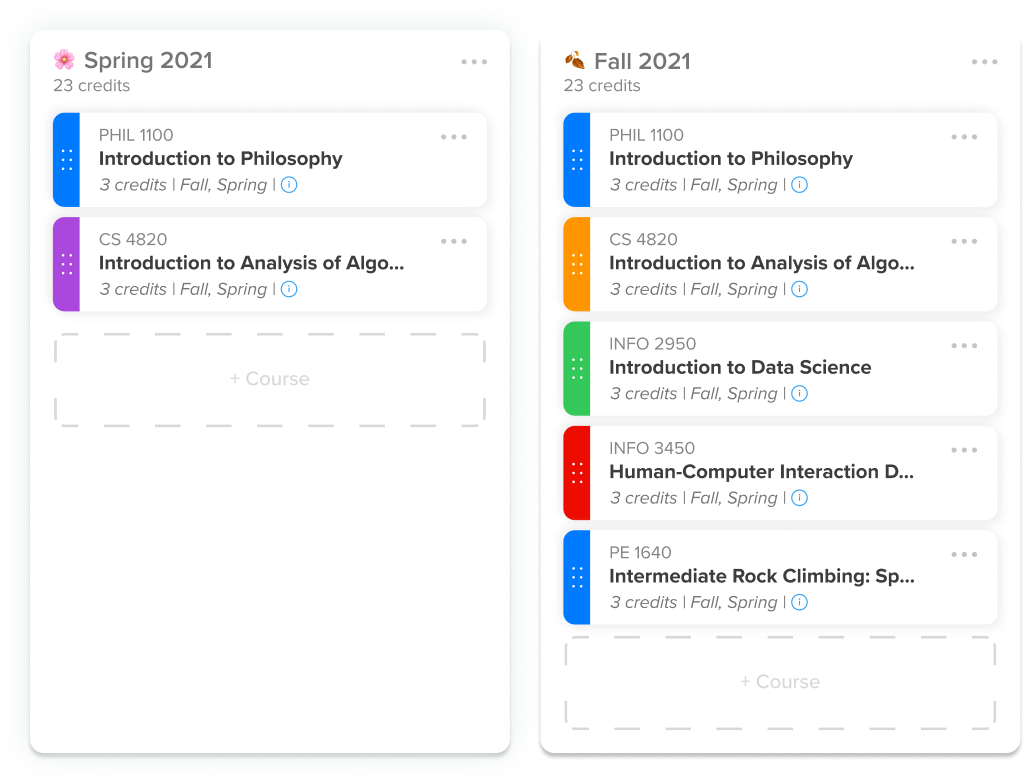 Spring 2021
23 credits
PHIL 1100
Introduction to Philosophy
3 credits | Fall, Spring |
CS 4820
Introduction to Analysis of Algo...
3 credits | Fall, Spring |
+ Course
Fall 2021
23 credits
PHIL 1100
Introduction to Philosophy
3 credits | Fall, Spring |
CS 4820
Introduction to Analysis of Algo...
3 credits | Fall, Spring |
INFO 2950
Introduction to Data Science
3 credits | Fall, Spring |
INFO 3450
Human-Computer Interaction D...
3 credits | Fall, Spring |
PE 1640
Intermediate Rock Climbing: Sp...
3 credits | Fall, Spring |
+ Course